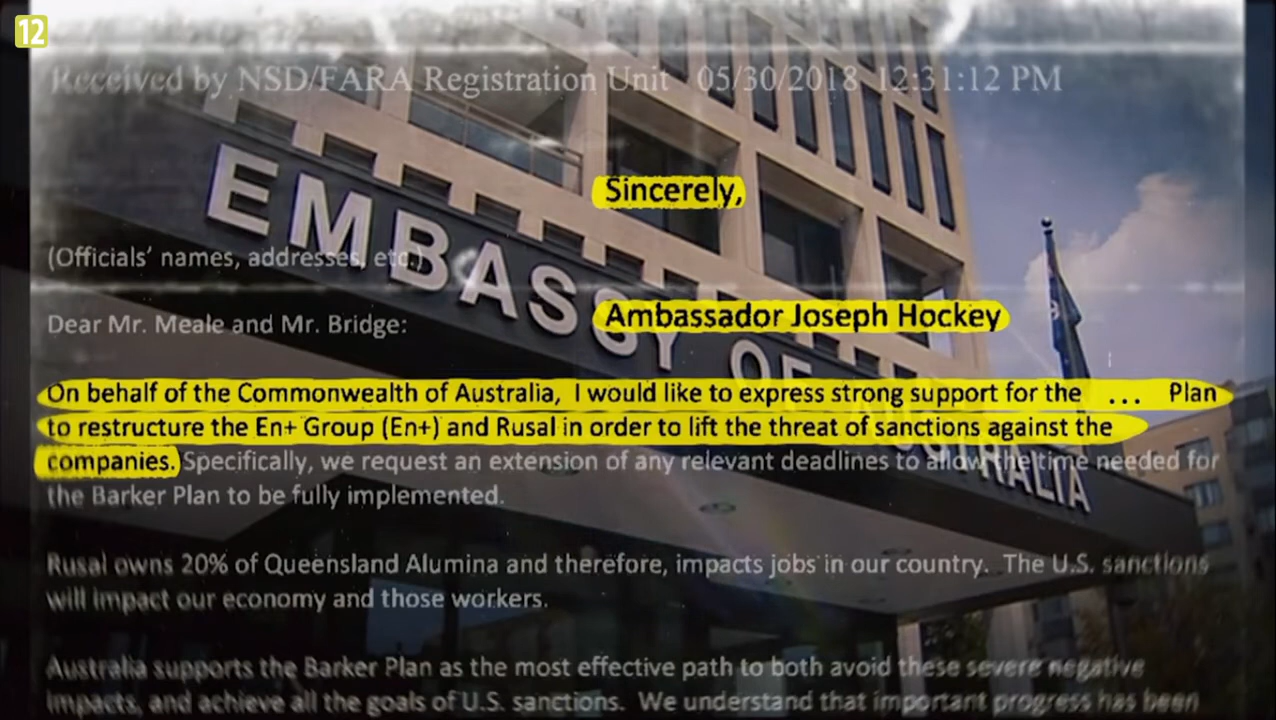 12
Received by NSD/FARA Registration Unit 05/30/2018 12:31:12 PM
EMBASSY OF
AUSTRALIA
Sincerely,
(Officials' names, addresses, etc.)
Ambassador Joseph Hockey
Dear Mr. Meale and Mr. Bridge:
On behalf of the Commonwealth of Australia, I would like to express strong support for the ... Plan
to restructure the En+ Group (En+) and Rusal in order to lift the threat of sanctions against the
companies. Specifically, we request an extension of any relevant deadlines to allow the time needed for
the Barker Plan to be fully implemented.
Rusal owns 20% of Queensland Alumina and therefore, impacts jobs in our country. The U.S. sanctions
will impact our economy and those workers.
Australia supports the Barker Plan as the most effective path to both avoid these severe negative
impacts, and achieve all the goals of U.S. sanctions. We understand that important progress has been